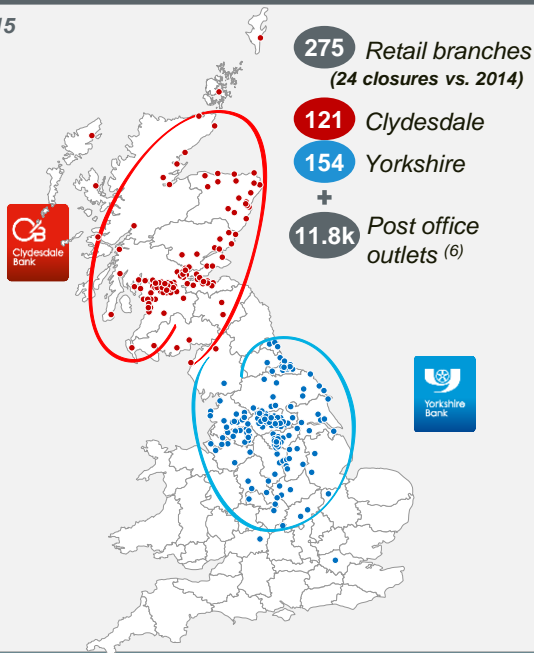 275 Retail branches
(24 closures vs. 2014)
121 Clydesdale
154 Yorkshire
+
11.8k Post office
outlets (6)
CB
Clydesdale
Bank
Yorkshire
Bank